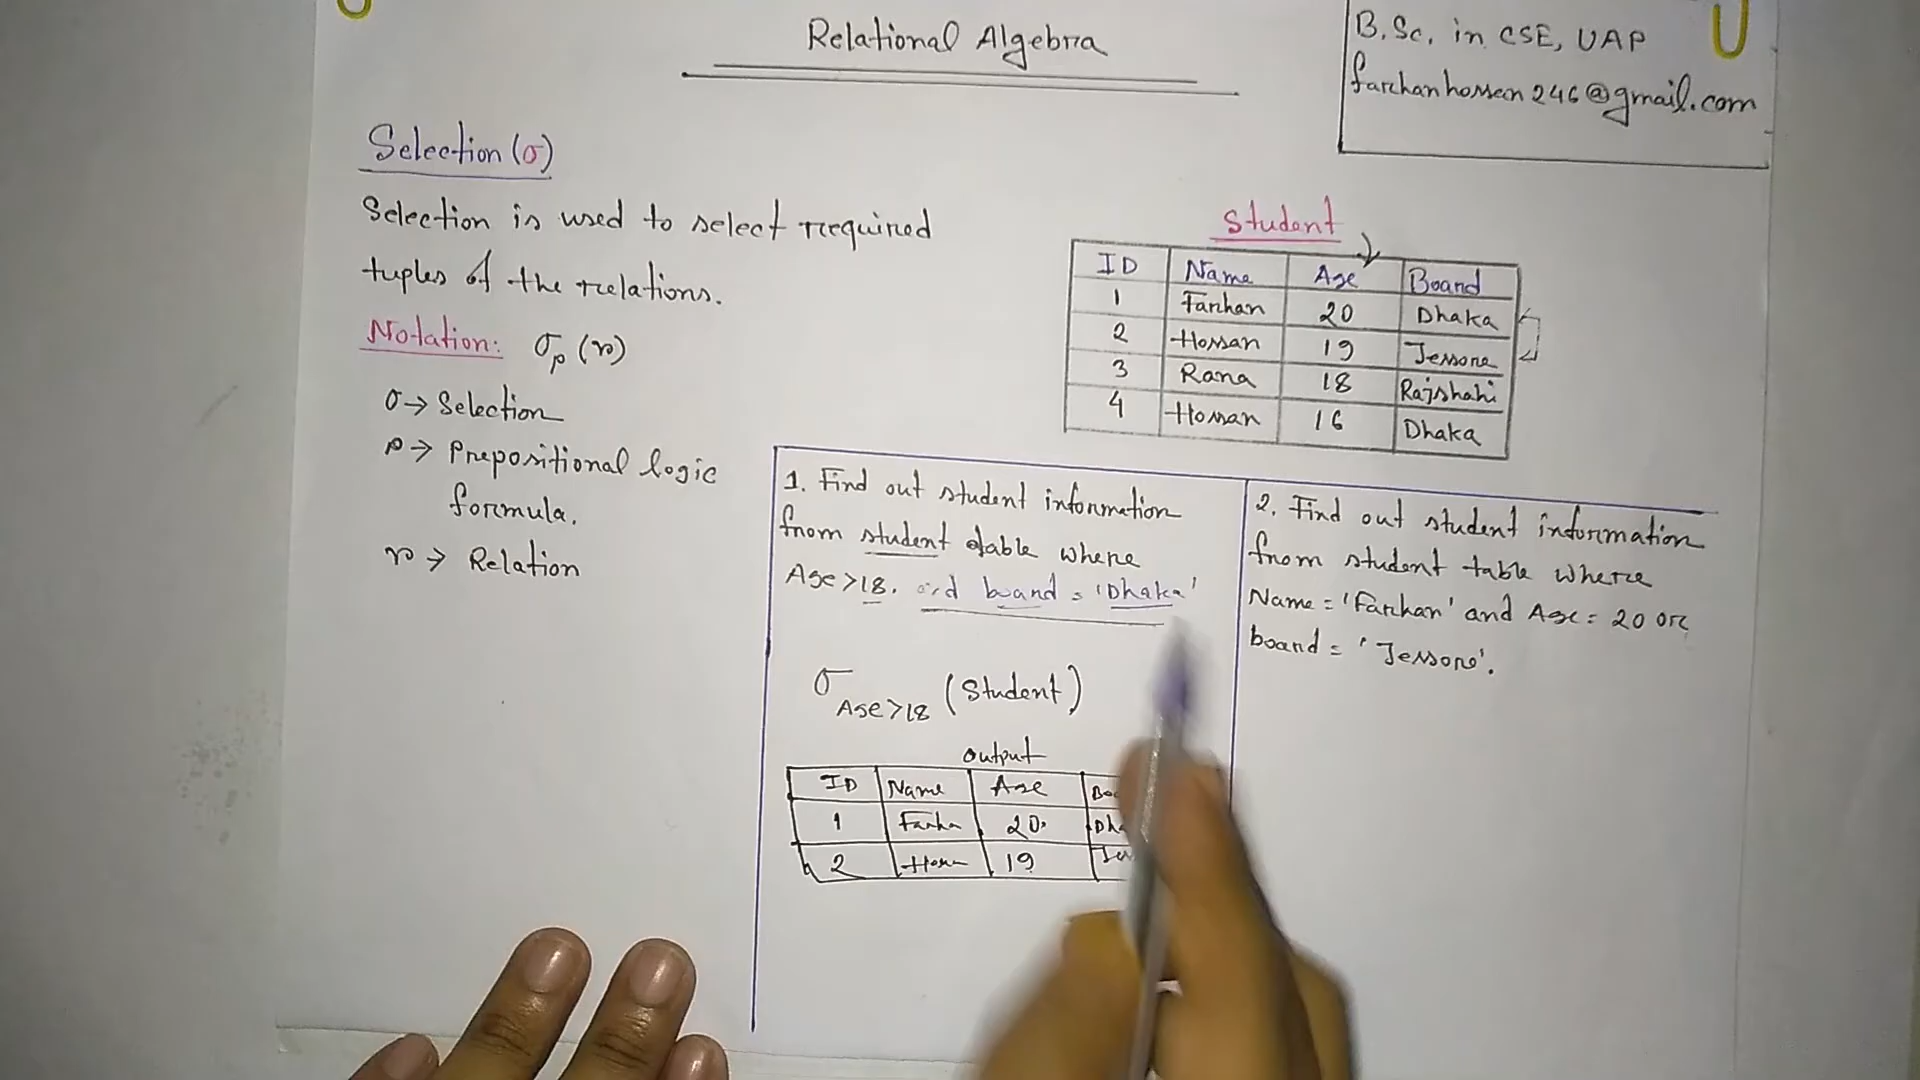 Relational Algebra
B.Sc. in CSE, UAP
farhanhossen246@gmail.com
Selection (σ)
Selection is used to select required
tuples of the relations.
Notation: σp (r)
σ → Selection
p → Prepositional logic
formula.
r → Relation
Student
ID Name Age Board
1 Farhan 20 Dhaka
2 Hossan 19 Jessore
3 Rana 18 Rajshahi
4 Hossan 16 Dhaka
1. Find out student information
from student table where
Age > 18. and board = 'Dhaka'
σ Age > 18 (Student)
Output
ID Name Age
1 Farhan 20
2 19
2. Find out student information
from student table where
Name = 'Farhan' and Age = 20 or
board = 'Jessore'.